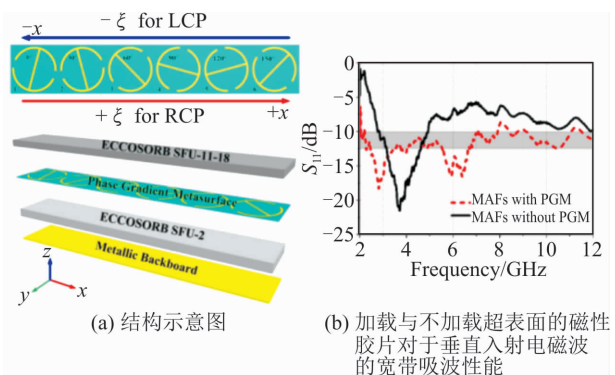 − ξ for LCP
−x
+ ξ for RCP
+x
ECCOSORB SFU-11-18
Phase Gradient Metasurface
ECCOSORB SFU-2
Metallic Backboard
z
y
x
(a) 结构示意图
S11/dB
0
−5
−10
−15
−20
−25
MAFs with PGM
MAFs without PGM
2
4
6
8
10
12
Frequency/GHz
(b) 加载与不加载超表面的磁性
胶片对于垂直入射电磁波
的宽带吸波性能